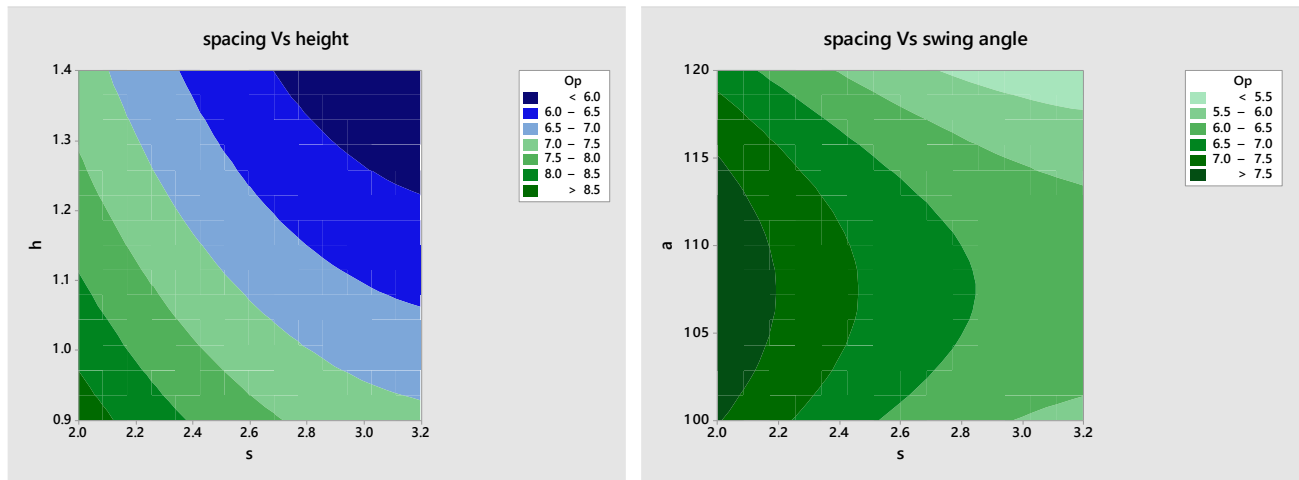 spacing Vs height
1.4
1.3
1.2
1.1
1.0
0.9
h
2.0 2.2 2.4 2.6 2.8 3.0 3.2
s
Op
< 6.0
6.0 – 6.5
6.5 – 7.0
7.0 – 7.5
7.5 – 8.0
8.0 – 8.5
> 8.5
spacing Vs swing angle
120
115
110
105
100
a
2.0 2.2 2.4 2.6 2.8 3.0 3.2
s
Op
< 5.5
5.5 – 6.0
6.0 – 6.5
6.5 – 7.0
7.0 – 7.5
> 7.5